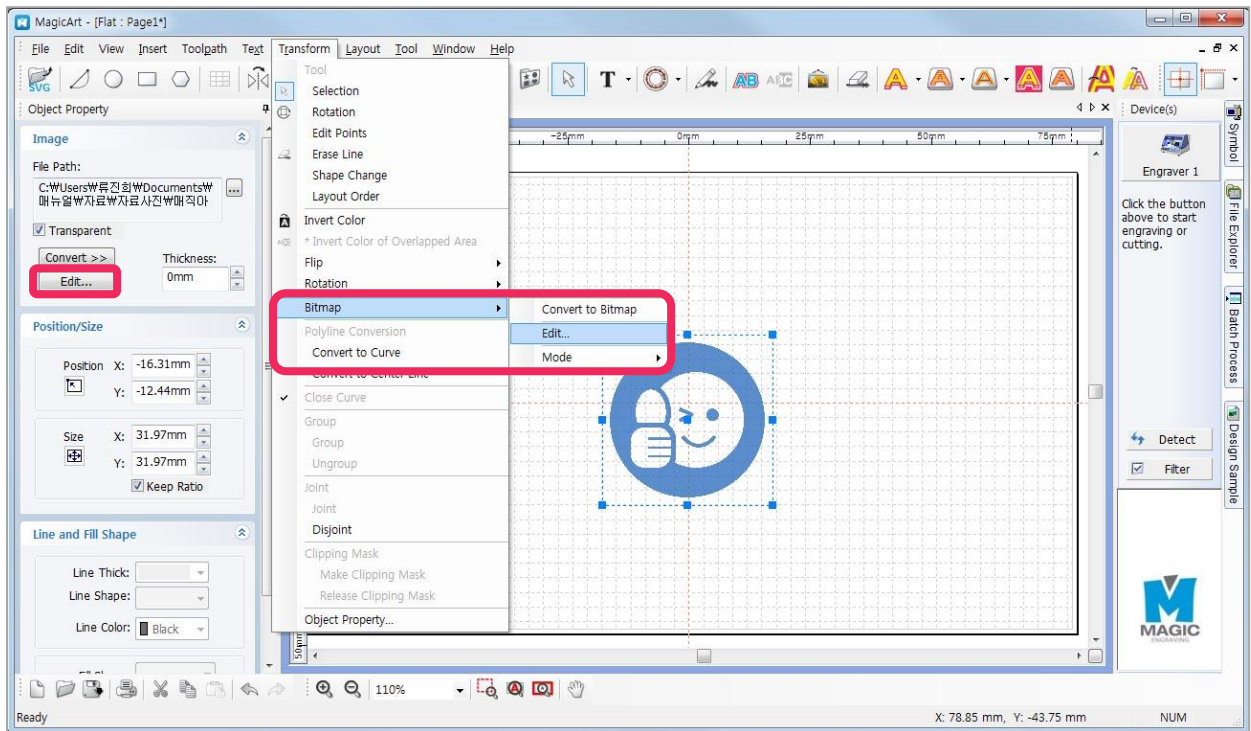 MagicArt - [Flat : Page1*]
File Edit View Insert Toolpath Text Transform Layout Tool Window Help
SVG
T
AB
ABC
A A A A A A A
Object Property
Image
File Path:
C:₩Users₩류진희₩Documents₩
매뉴얼₩자료₩자료사진₩매직아
...
Transparent
Convert >>
Thickness:
Edit...
0mm
Position/Size
Position X: -16.31mm
Y: -12.44mm
Size X: 31.97mm
Y: 31.97mm
Keep Ratio
Line and Fill Shape
Line Thick:
Line Shape:
Line Color: Black
Tool
Selection
Rotation
Edit Points
Erase Line
Shape Change
Layout Order
Invert Color
* Invert Color of Overlapped Area
Flip
Rotation
Bitmap
Polyline Conversion
Convert to Curve
Convert to Center Line
Close Curve
Group
Group
Ungroup
Joint
Joint
Disjoint
Clipping Mask
Make Clipping Mask
Release Clipping Mask
Object Property...
Convert to Bitmap
Edit...
Mode
-25mm 0mm 25mm 50mm 75mm
50mm
Device(s)
Engraver 1
Click the button
above to start
engraving or
cutting.
Detect
Filter
MAGIC
ENGRAVING
Symbol
File Explorer
Batch Process
Design Sample
110%
Ready
X: 78.85 mm, Y: -43.75 mm
NUM